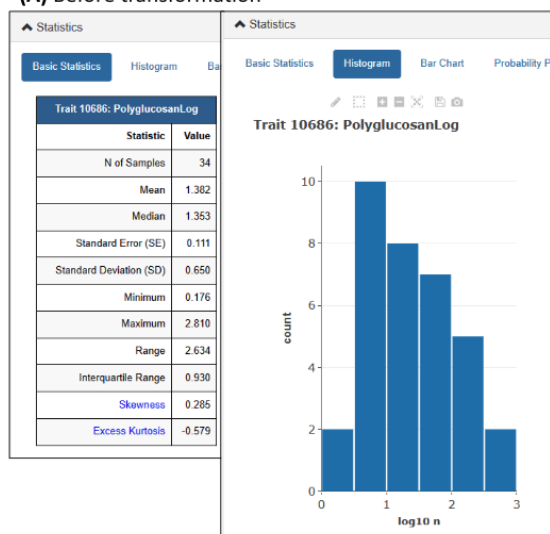 (A) Before transformation
Statistics
Basic Statistics Histogram Ba
Trait 10686: PolyglucosanLog
Statistic Value
N of Samples 34
Mean 1.382
Median 1.353
Standard Error (SE) 0.111
Standard Deviation (SD) 0.650
Minimum 0.176
Maximum 2.810
Range 2.634
Interquartile Range 0.930
Skewness 0.285
Excess Kurtosis -0.579
Statistics
Basic Statistics Histogram Bar Chart Probability P
Trait 10686: PolyglucosanLog
10
8
6
4
2
0
count
0 1 2 3
log10 n